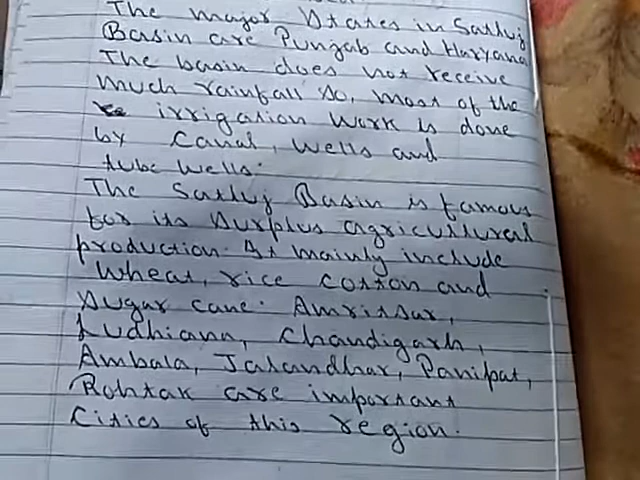 The major States in Satluj
Basin are Punjab and Haryana
The basin does not receive
much rainfall so, most of the
irrigation work is done
by Canal, Wells and
tube wells.
The Satluj Basin is famous
for its surplus agricultural
production. It mainly include
Wheat, rice cotton and
Sugar cane. Amritsar,
Ludhiana, Chandigarh,
Ambala, Jalandhar, Panipat,
Rohtak are important
Cities of this region.